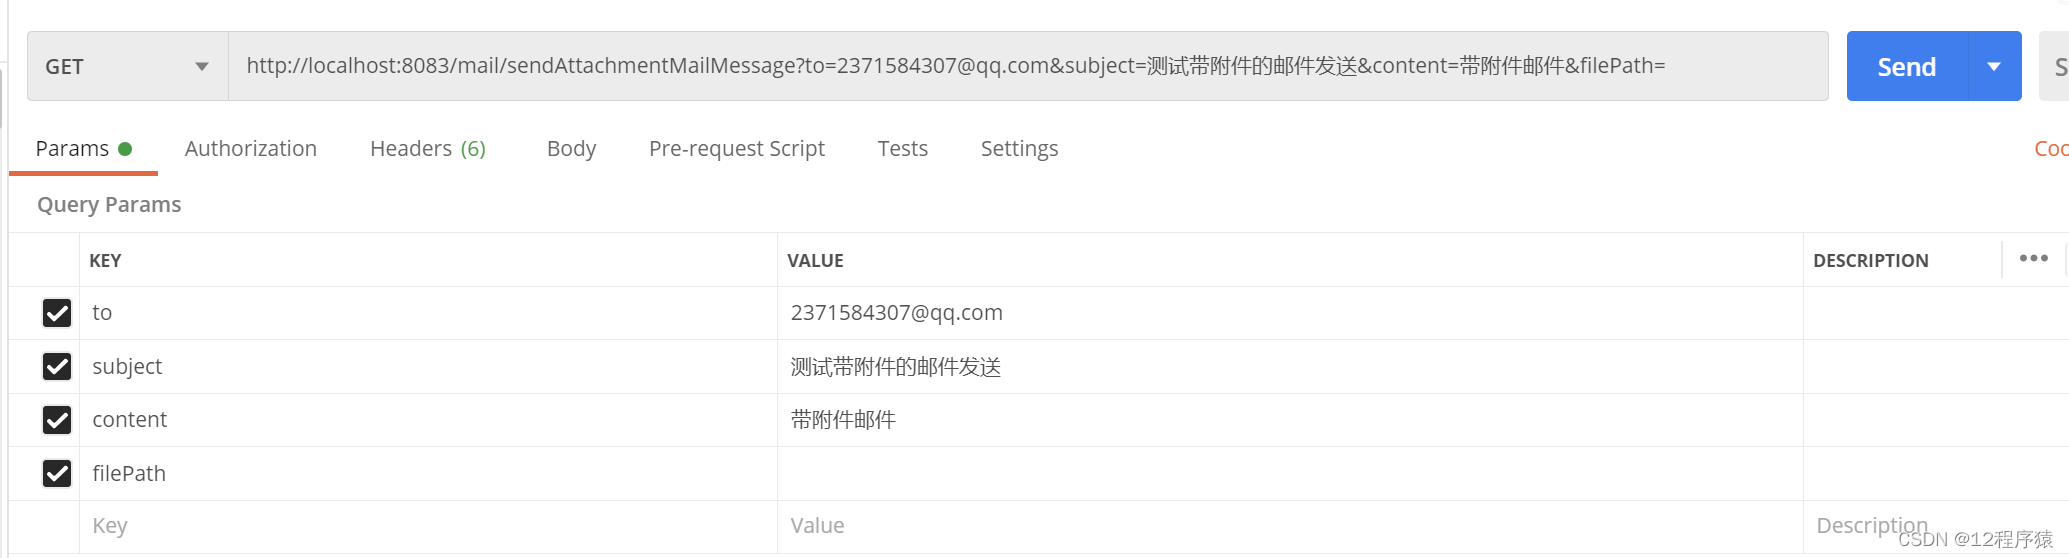 GET http://localhost:8083/mail/sendAttachmentMailMessage?to=2371584307@qq.com&subject=测试带附件的邮件发送&content=带附件邮件&filePath= Send S
Params Authorization Headers (6) Body Pre-request Script Tests Settings Coo
Query Params
KEY VALUE DESCRIPTION
to 2371584307@qq.com
subject 测试带附件的邮件发送
content 带附件邮件
filePath
Key Value Description
CSDN @12程序猿